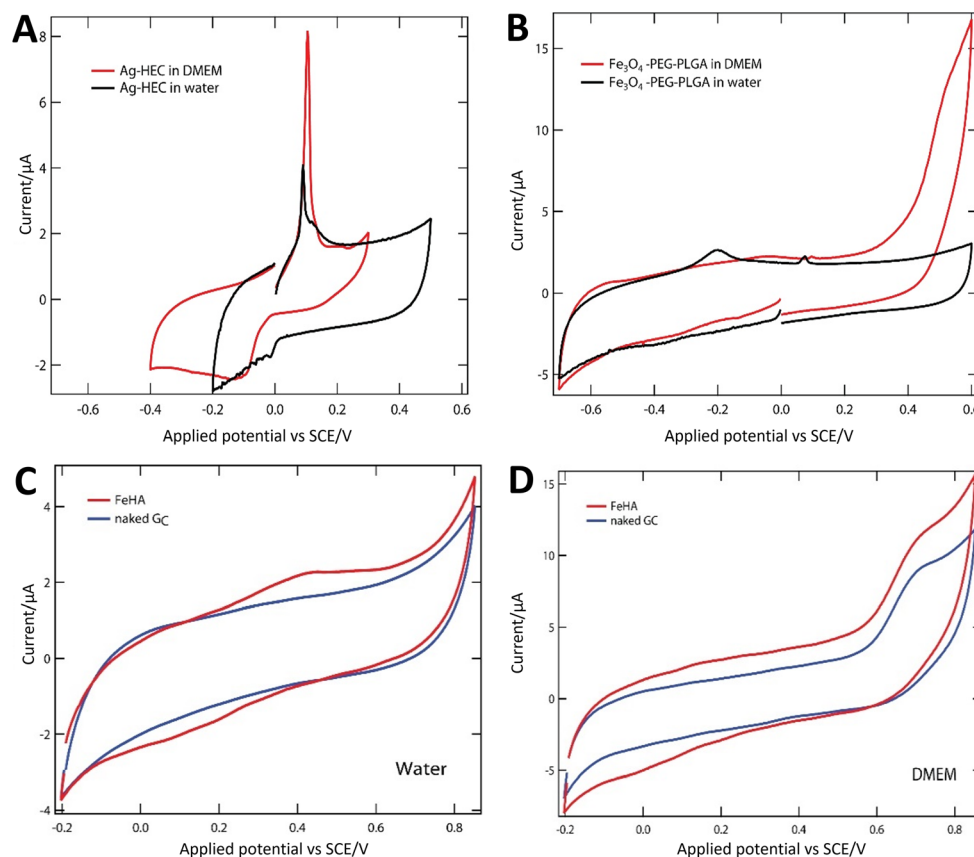 A
8
6
4
2
0
-2
Current/µA
Ag-HEC in DMEM
Ag-HEC in water
-0.6 -0.4 -0.2 0.0 0.2 0.4 0.6
Applied potential vs SCE/V
B
15
10
5
0
-5
Current/µA
Fe₃O₄ -PEG-PLGA in DMEM
Fe₃O₄ -PEG-PLGA in water
-0.6 -0.4 -0.2 0.0 0.2 0.4 0.6
Applied potential vs SCE/V
C
4
2
0
-2
-4
Current/µA
FeHA
naked GC
Water
-0.2 0.0 0.2 0.4 0.6 0.8
Applied potential vs SCE/V
D
15
10
5
0
-5
Current/µA
FeHA
naked GC
DMEM
-0.2 0.0 0.2 0.4 0.6 0.8
Applied potential vs SCE/V